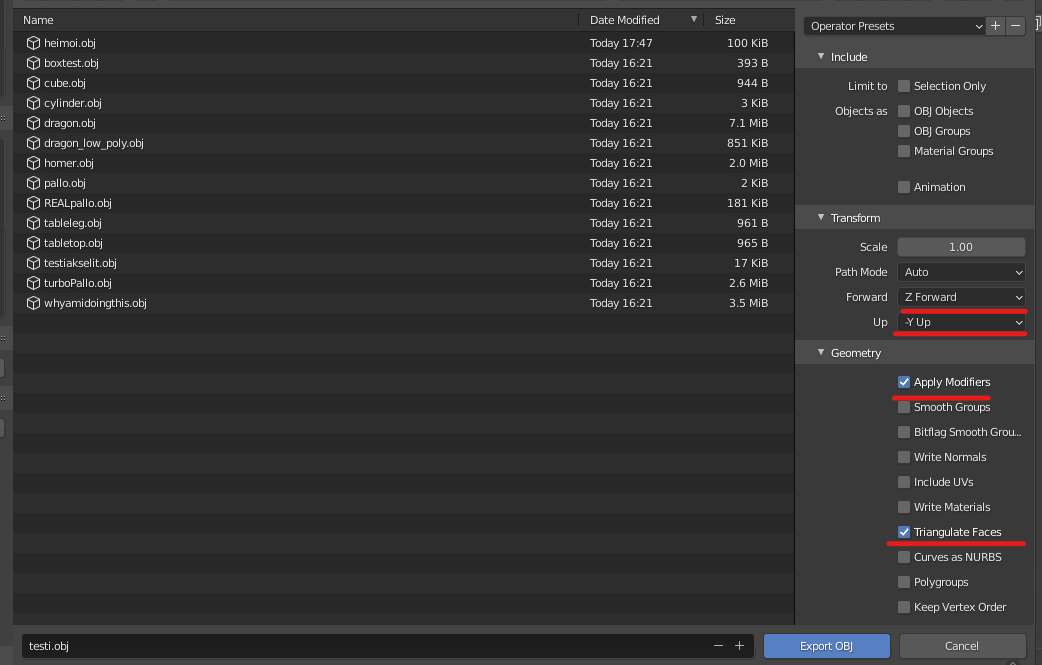 Name Date Modified Size
heimoi.obj Today 17:47 100 KiB
boxtest.obj Today 16:21 393 B
cube.obj Today 16:21 944 B
cylinder.obj Today 16:21 3 KiB
dragon.obj Today 16:21 7.1 MiB
dragon_low_poly.obj Today 16:21 851 KiB
homer.obj Today 16:21 2.0 MiB
pallo.obj Today 16:21 2 KiB
REALpallo.obj Today 16:21 181 KiB
tableleg.obj Today 16:21 961 B
tabletop.obj Today 16:21 965 B
testiakselit.obj Today 16:21 17 KiB
turboPallo.obj Today 16:21 2.6 MiB
whyamidoingthis.obj Today 16:21 3.5 MiB
Operator Presets
Include
Limit to Selection Only
Objects as OBJ Objects
OBJ Groups
Material Groups
Animation
Transform
Scale 1.00
Path Mode Auto
Forward Z Forward
Up -Y Up
Geometry
Apply Modifiers
Smooth Groups
Bitflag Smooth Grou...
Write Normals
Include UVs
Write Materials
Triangulate Faces
Curves as NURBS
Polygroups
Keep Vertex Order
testi.obj
Export OBJ Cancel